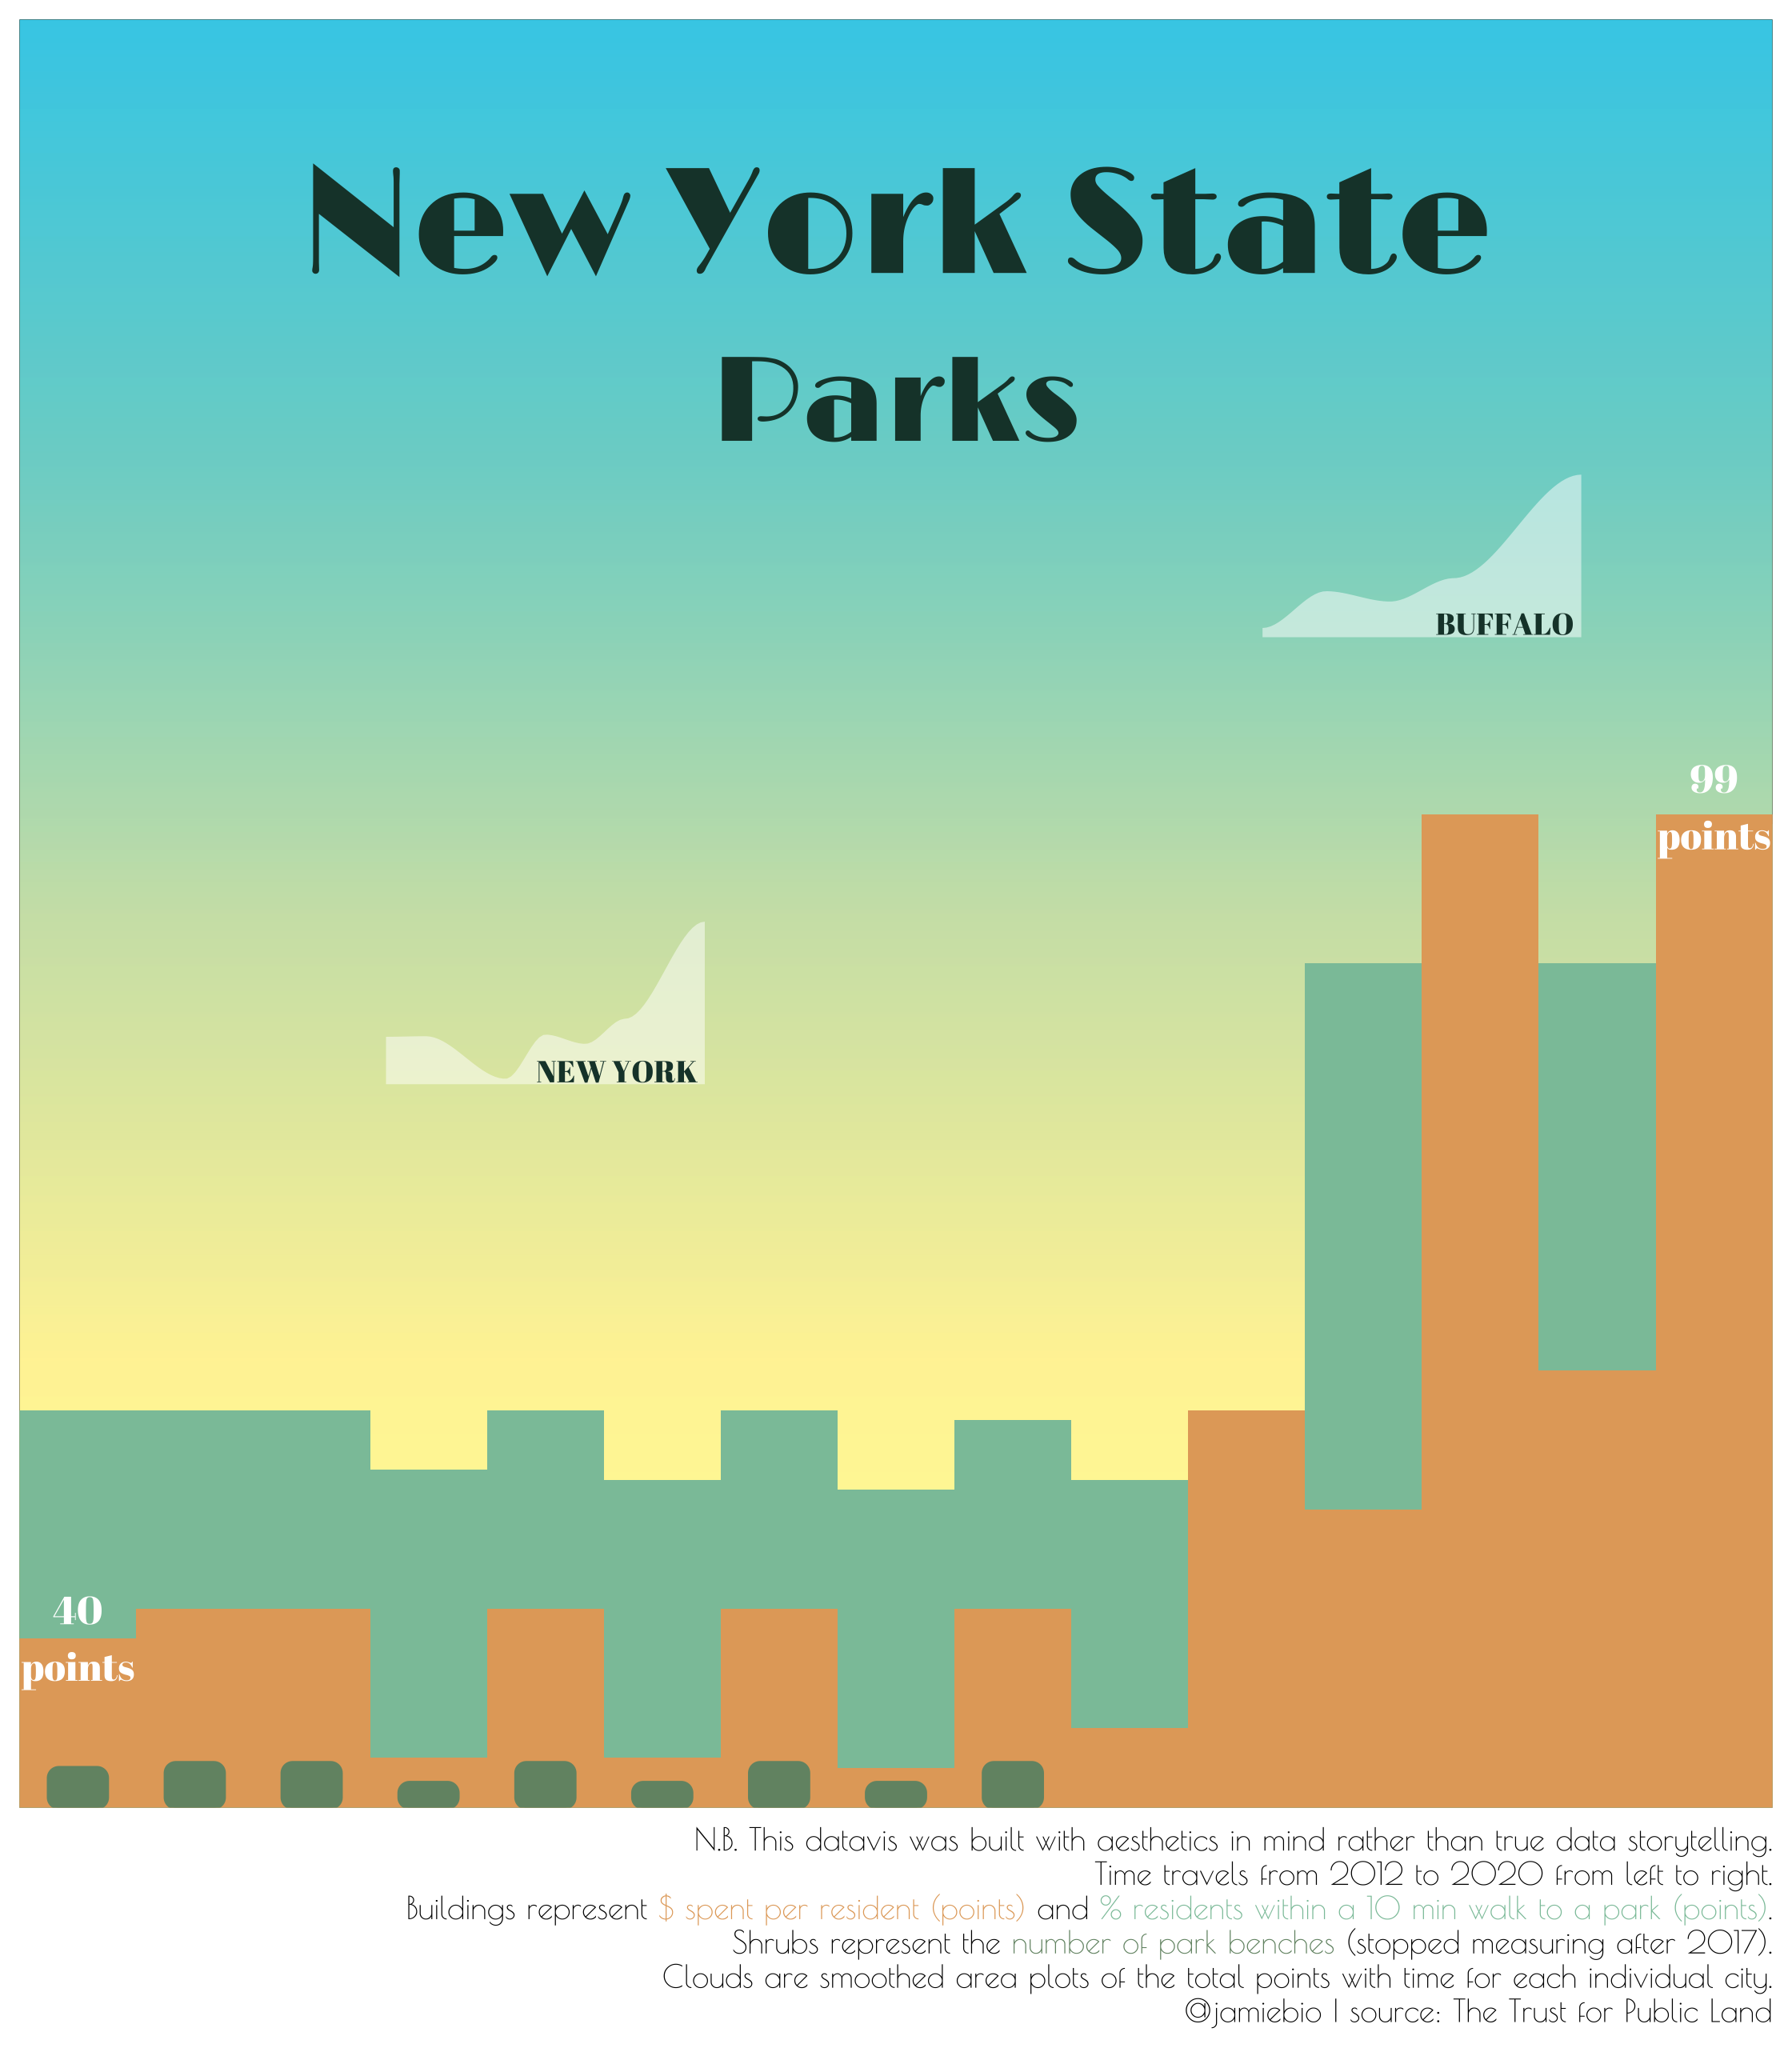 New York State
Parks
BUFFALO
99
points
NEW YORK
40
points
N.B. This datavis was built with aesthetics in mind rather than true data storytelling.
Time travels from 2012 to 2020 from left to right.
Buildings represent $ spent per resident (points) and % residents within a 10 min walk to a park (points).
Shrubs represent the number of park benches (stopped measuring after 2017).
Clouds are smoothed area plots of the total points with time for each individual city.
@jamiebio | source: The Trust for Public Land